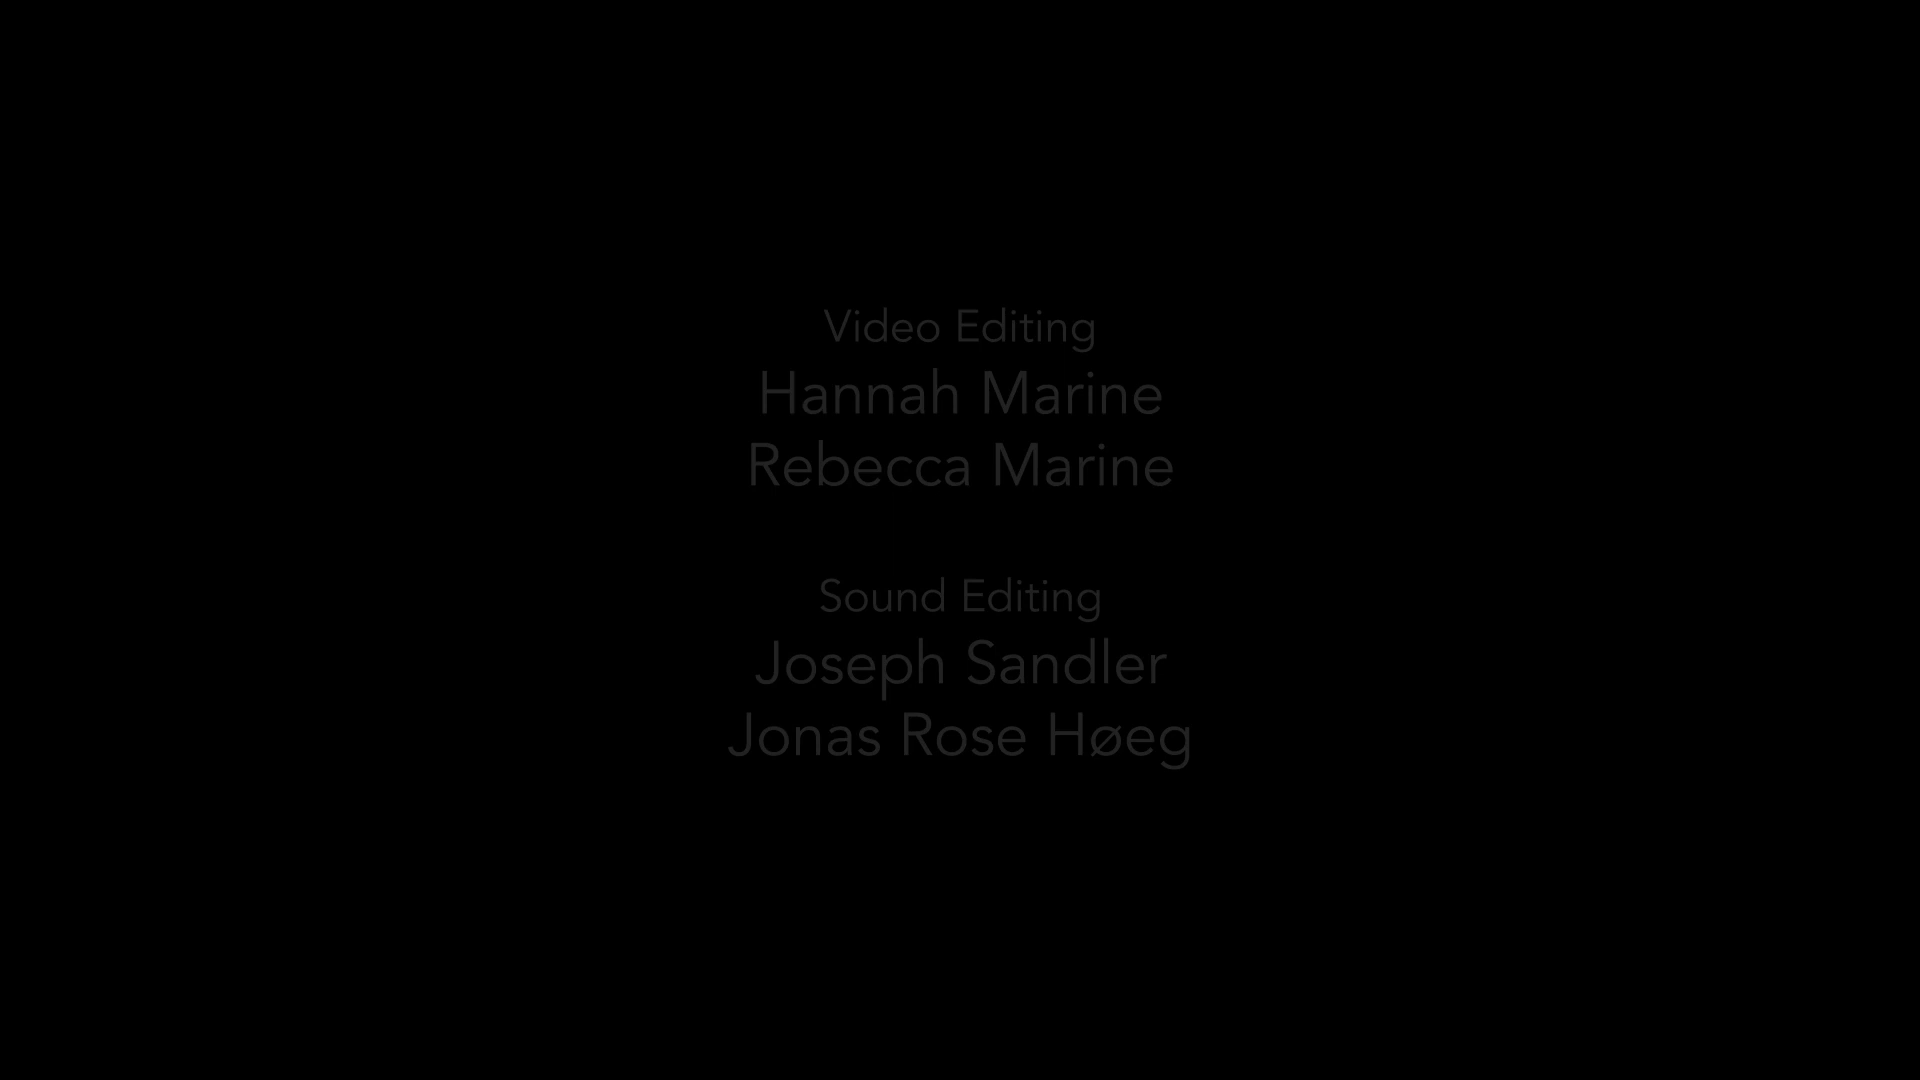 Video Editing
Hannah Marine
Rebecca Marine
Sound Editing
Joseph Sandler
Jonas Rose Høeg